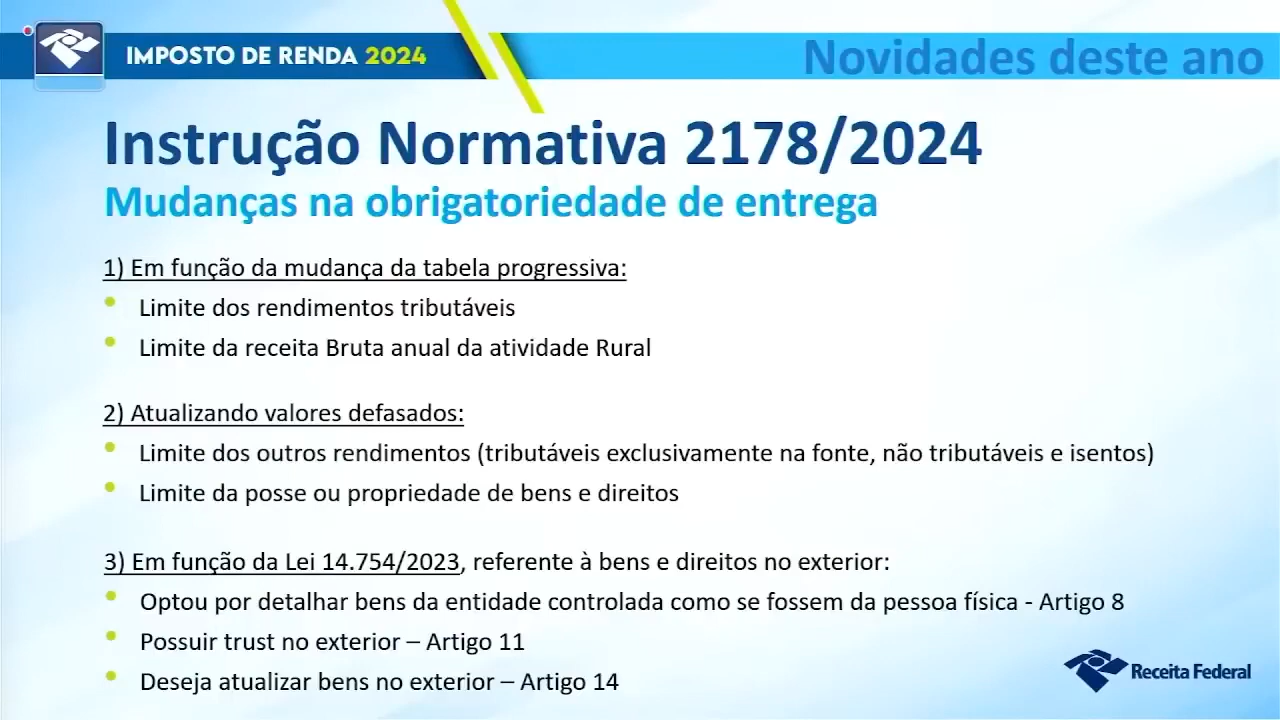 IMPOSTO DE RENDA 2024
Novidades deste ano
Instrução Normativa 2178/2024
Mudanças na obrigatoriedade de entrega
1) Em função da mudança da tabela progressiva:
• Limite dos rendimentos tributáveis
• Limite da receita Bruta anual da atividade Rural
2) Atualizando valores defasados:
• Limite dos outros rendimentos (tributáveis exclusivamente na fonte, não tributáveis e isentos)
• Limite da posse ou propriedade de bens e direitos
3) Em função da Lei 14.754/2023, referente à bens e direitos no exterior:
• Optou por detalhar bens da entidade controlada como se fossem da pessoa física - Artigo 8
• Possuir trust no exterior – Artigo 11
• Deseja atualizar bens no exterior – Artigo 14
Receita Federal